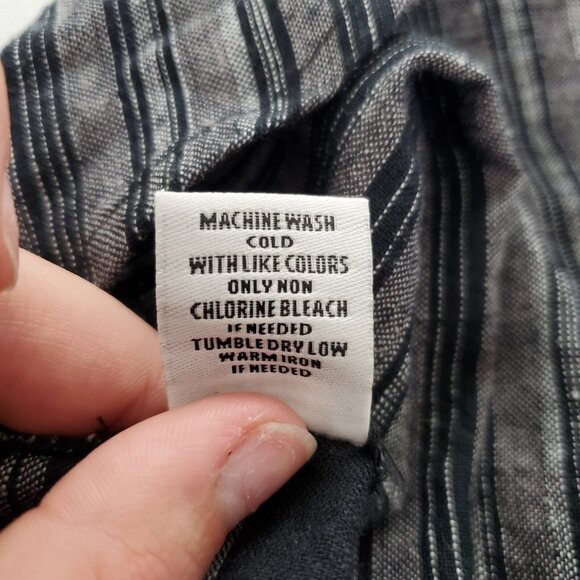 MACHINE WASH
COLD
WITH LIKE COLORS
ONLY NON
CHLORINE BLEACH
IF NEEDED
TUMBLE DRY LOW
WARM IRON
IF NEEDED